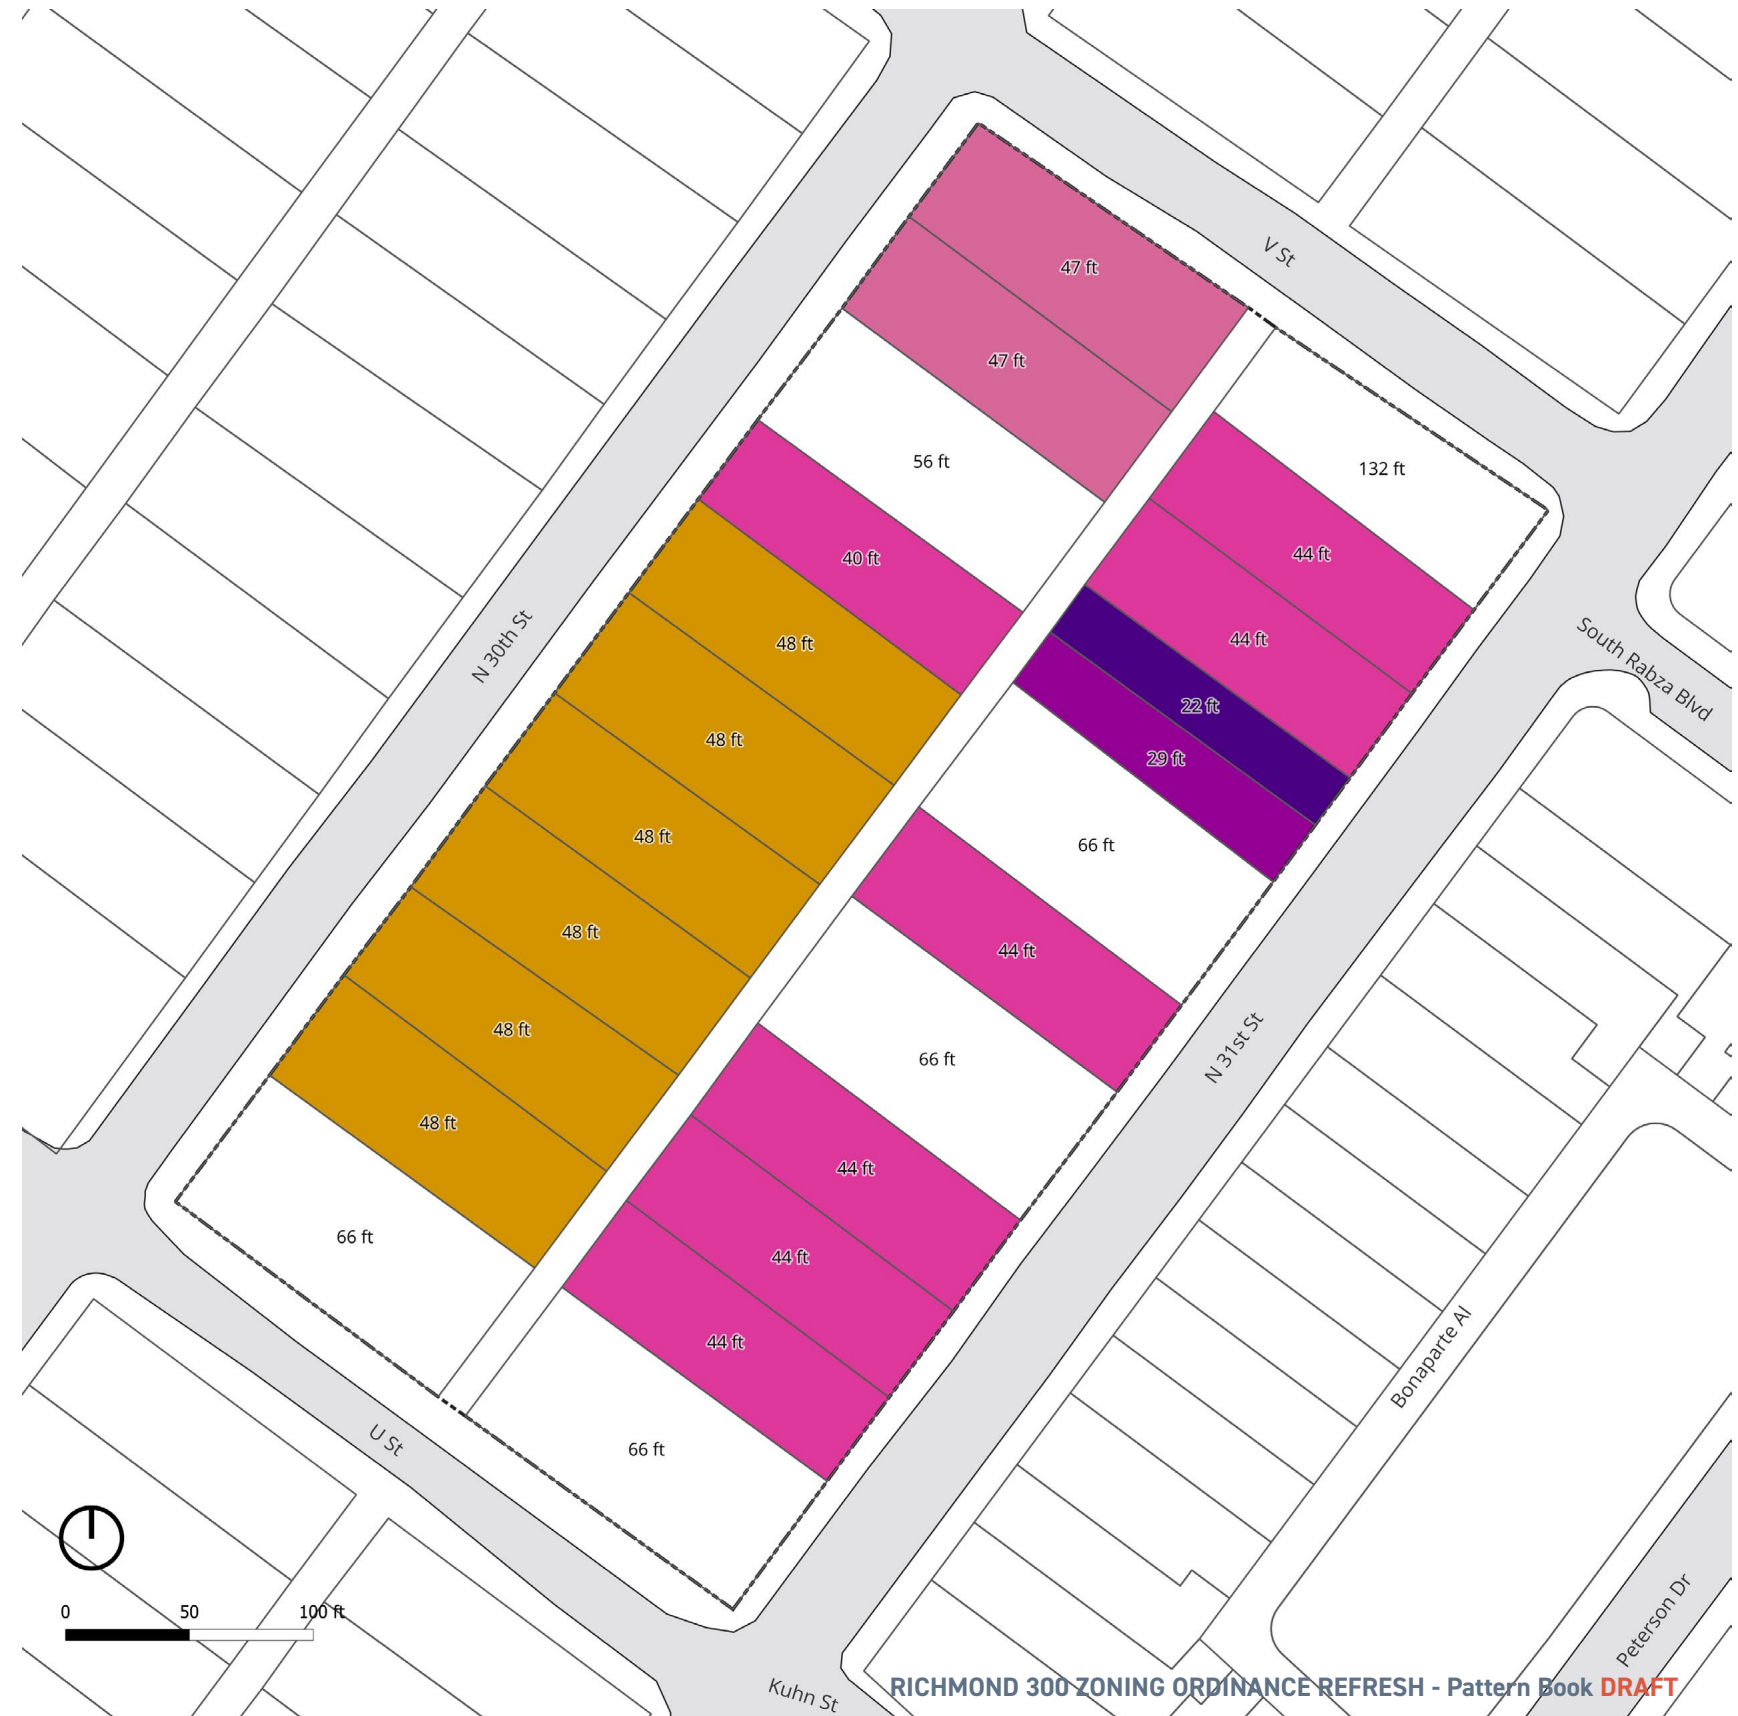 V St
47 ft
47 ft
56 ft
132 ft
40 ft
44 ft
48 ft
44 ft
N 30th St
South Rabza Blvd
22 ft
48 ft
29 ft
48 ft
66 ft
48 ft
44 ft
48 ft
66 ft
N 31st St
48 ft
44 ft
66 ft
44 ft
44 ft
Bonaparte Al
U St
66 ft
0 50 100 ft
Peterson Dr
Kuhn St
RICHMOND 300 ZONING ORDINANCE REFRESH - Pattern Book DRAFT